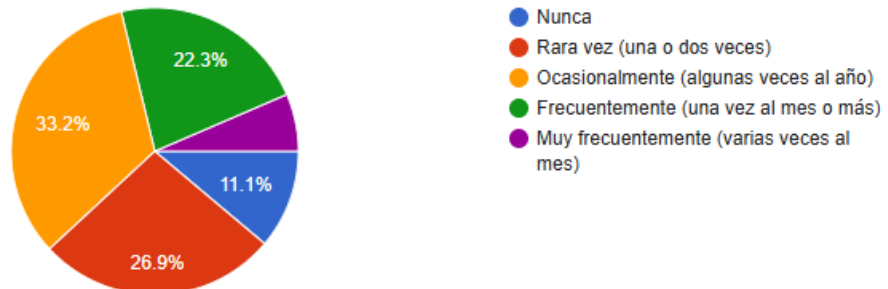 22.3%
33.2%
11.1%
26.9%
Nunca
Rara vez (una o dos veces)
Ocasionalmente (algunas veces al año)
Frecuentemente (una vez al mes o más)
Muy frecuentemente (varias veces al
mes)